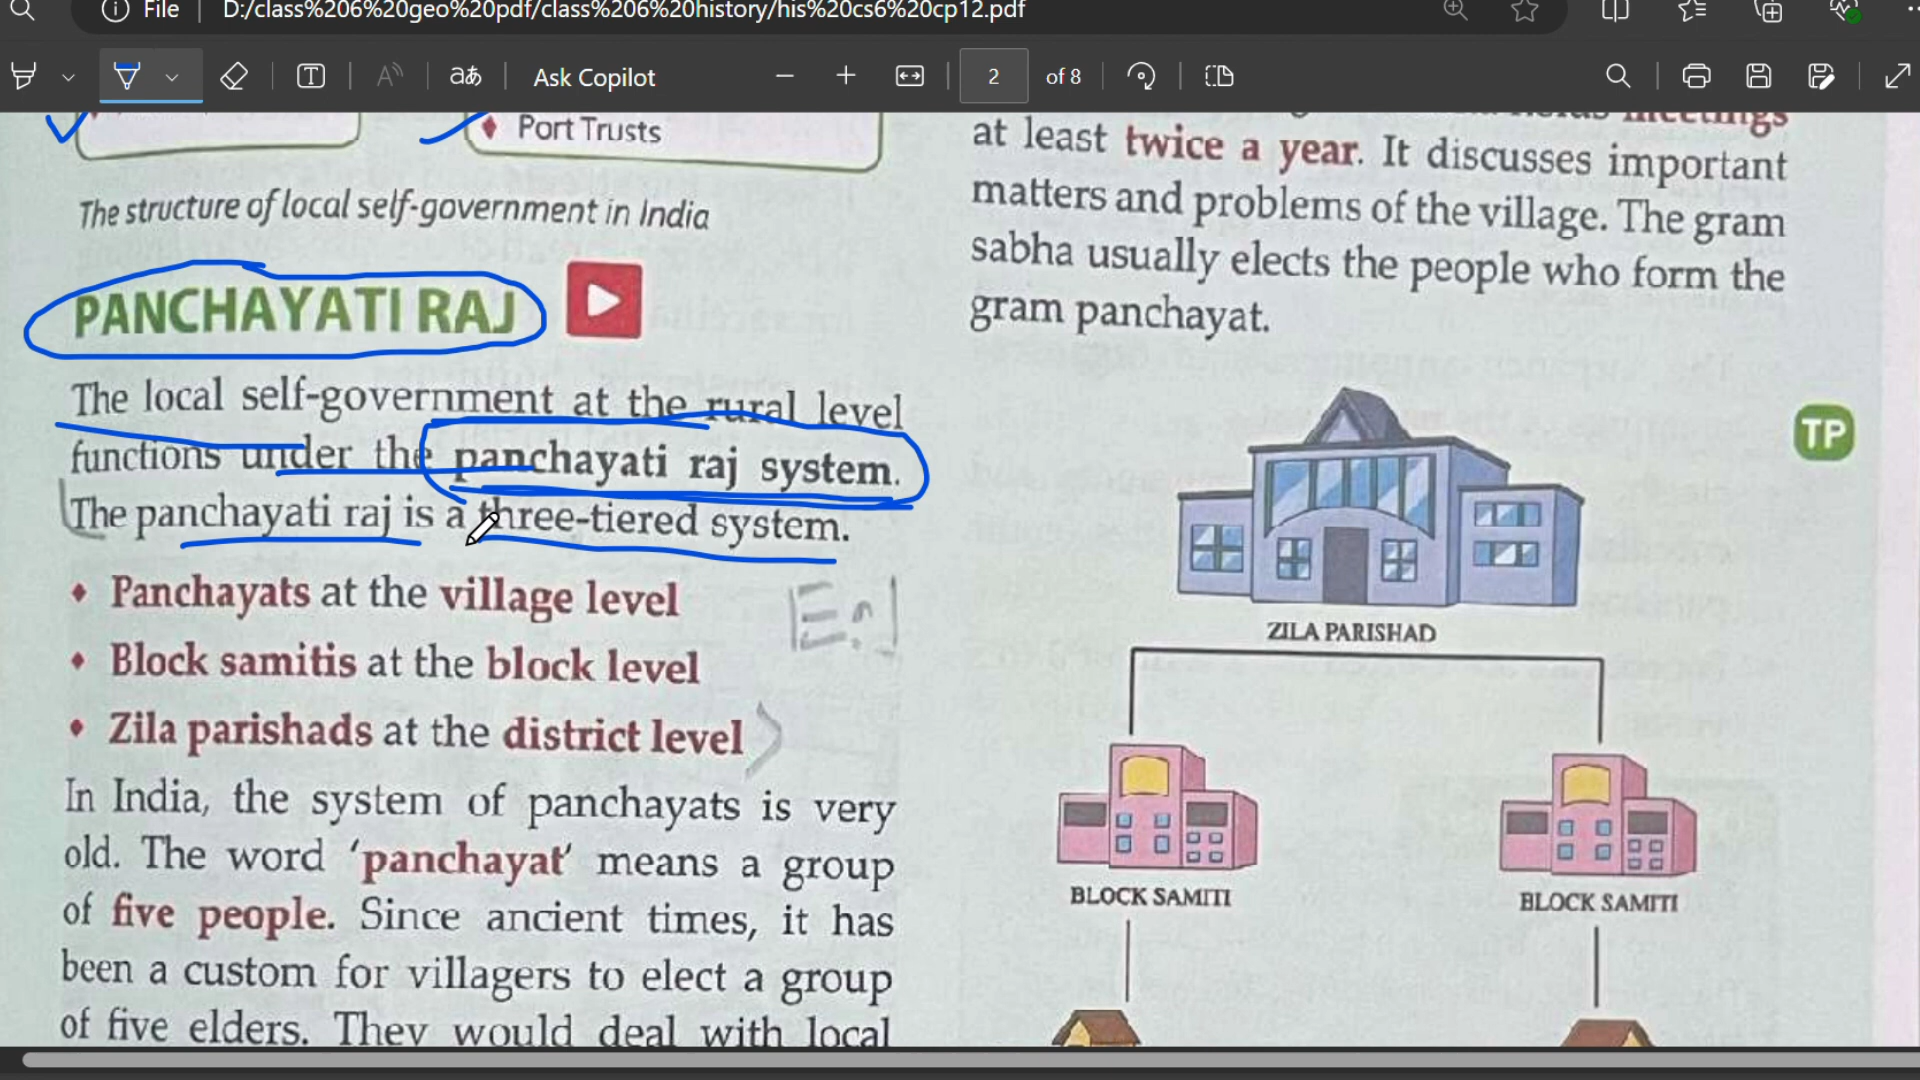 File
D:/class%206%20geo%20pdf/class%206%20history/his%20cs6%20cp12.pdf
Ask Copilot
2 of 8
Port Trusts
The structure of local self-government in India
PANCHAYATI RAJ
The local self-government at the rural level
functions under the panchayati raj system.
The panchayati raj is a three-tiered system.
• Panchayats at the village level
• Block samitis at the block level
• Zila parishads at the district level
In India, the system of panchayats is very
old. The word 'panchayat' means a group
of five people. Since ancient times, it has
been a custom for villagers to elect a group
of five elders. They would deal with local
meetings
at least twice a year. It discusses important
matters and problems of the village. The gram
sabha usually elects the people who form the
gram panchayat.
TP
ZILA PARISHAD
BLOCK SAMITI
BLOCK SAMITI